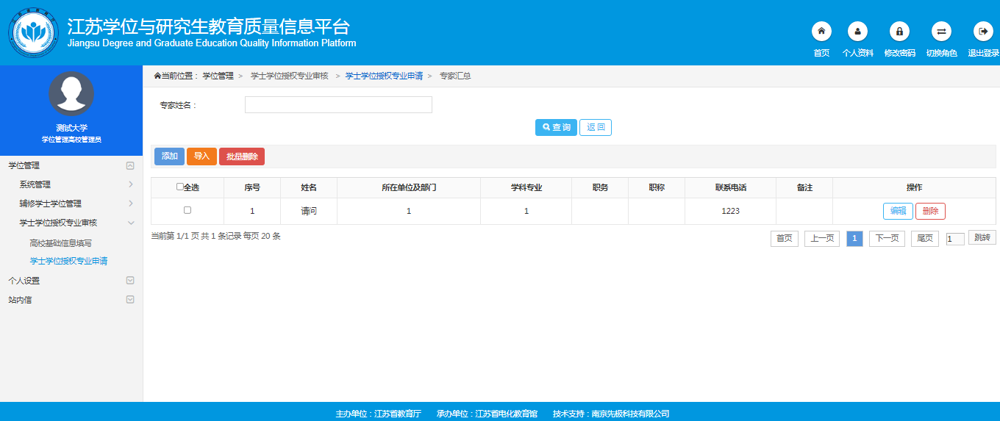 江苏学位与研究生教育质量信息平台
Jiangsu Degree and Graduate Education Quality Information Platform
首页 个人资料 修改密码 切换角色 退出登录
测试大学
学位管理高校管理员
学位管理
系统管理
辅修学士学位管理
学士学位授权专业审核
高校基础信息填写
学士学位授权专业申请
个人设置
站内信
当前位置： 学位管理 > 学士学位授权专业审核 > 学士学位授权专业申请 > 专家汇总
专家姓名：
查询 返回
添加 导入 批量删除
全选 序号 姓名 所在单位及部门 学科专业 职务 职称 联系电话 备注 操作
1 请问 1 1 1223 编辑 删除
当前第 1/1 页 共 1 条记录 每页 20 条
首页 上一页 1 下一页 尾页 1 跳转
主办单位：江苏省教育厅 承办单位：江苏省电化教育馆 技术支持：南京先极科技有限公司